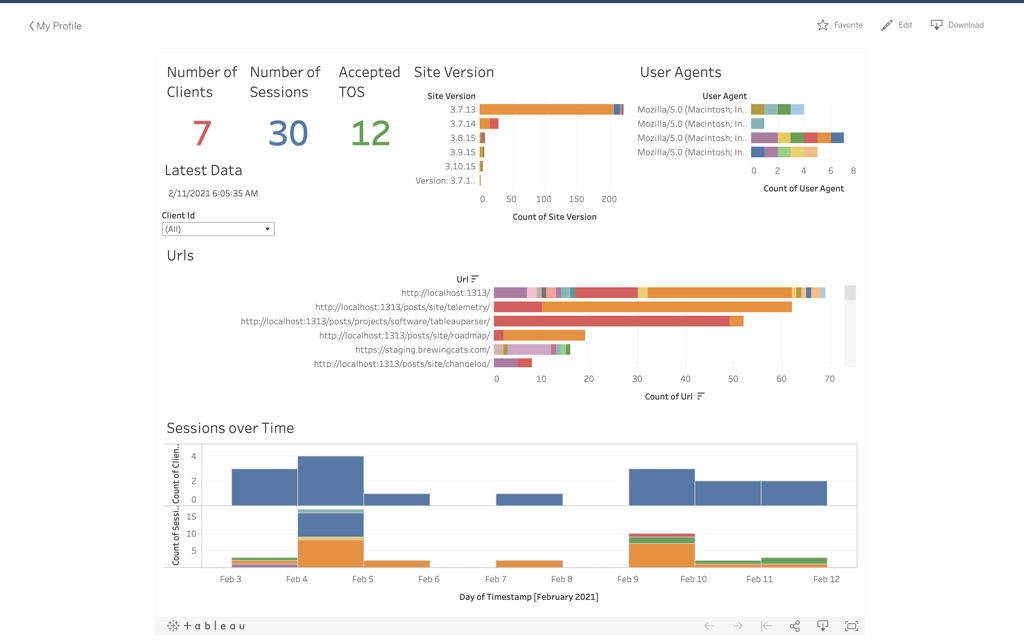 My Profile
Favorite
Edit
Download
Number of
Clients
Number of
Sessions
Accepted
TOS
7
30
12
Latest Data
2/11/2021 6:05:35 AM
Client Id
(All)
Site Version
Site Version
3.7.13
3.7.14
3.8.15
3.9.15
3.10.15
Version: 3.7.1..
0 50 100 150 200
Count of Site Version
User Agents
User Agent
Mozilla/5.0 (Macintosh; In..
Mozilla/5.0 (Macintosh; In..
Mozilla/5.0 (Macintosh; In..
Mozilla/5.0 (Macintosh; In..
0 2 4 6 8
Count of User Agent
Urls
Url
http://localhost:1313/
http://localhost:1313/posts/site/telemetry/
http://localhost:1313/posts/projects/software/tableauparser/
http://localhost:1313/posts/site/roadmap/
https://staging.brewingcats.com/
http://localhost:1313/posts/site/changelog/
0 10 20 30 40 50 60 70
Count of Url
Sessions over Time
Count of Clien..
4
2
0
Count of Sessi..
15
10
5
Feb 3 Feb 4 Feb 5 Feb 6 Feb 7 Feb 8 Feb 9 Feb 10 Feb 11 Feb 12
Day of Timestamp [February 2021]
+ a b l e a u